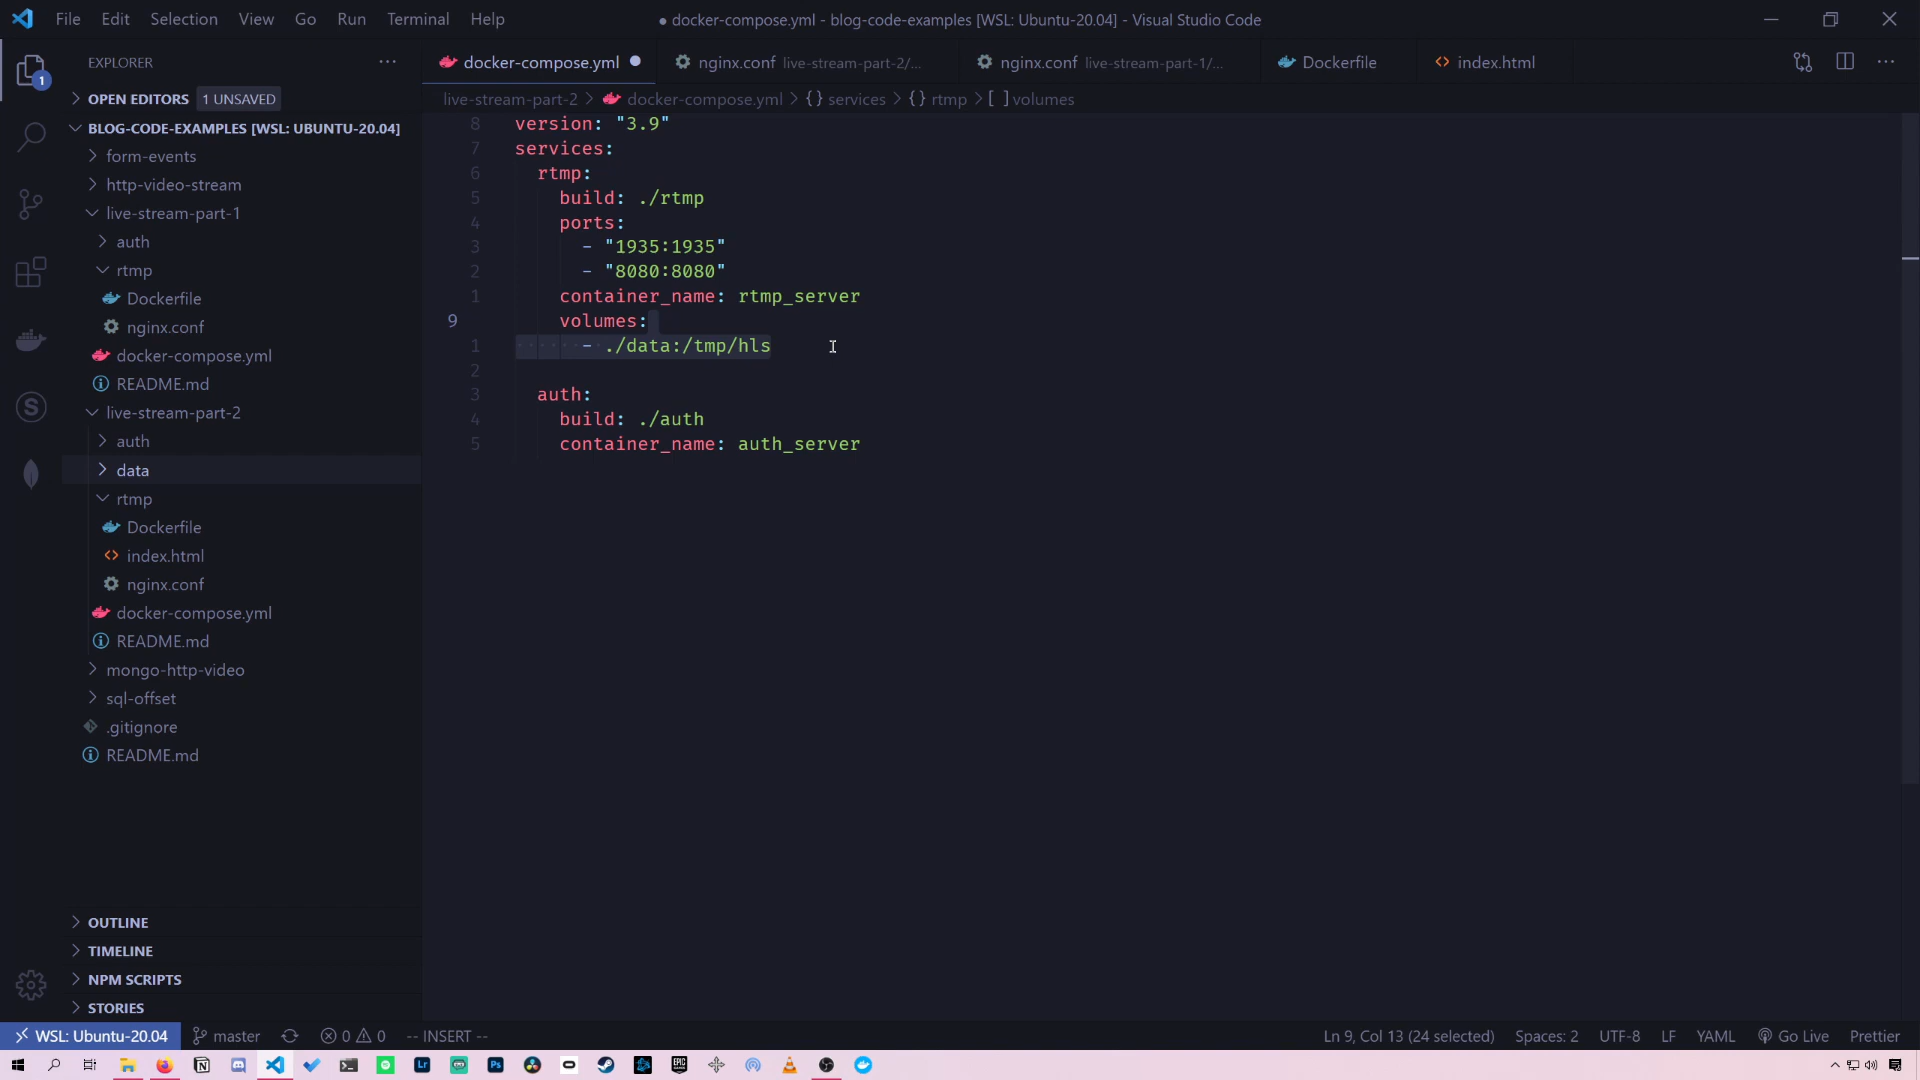 File Edit Selection View Go Run Terminal Help ● docker-compose.yml - blog-code-examples [WSL: Ubuntu-20.04] - Visual Studio Code
EXPLORER ···
docker-compose.yml ● nginx.conf live-stream-part-2/... nginx.conf live-stream-part-1/... Dockerfile index.html ···
OPEN EDITORS 1 UNSAVED
1
live-stream-part-2 > docker-compose.yml > {} services > {} rtmp > [ ] volumes
BLOG-CODE-EXAMPLES [WSL: UBUNTU-20.04]
form-events
http-video-stream
live-stream-part-1
auth
rtmp
Dockerfile
nginx.conf
docker-compose.yml
README.md
live-stream-part-2
auth
data
rtmp
Dockerfile
index.html
nginx.conf
docker-compose.yml
README.md
mongo-http-video
sql-offset
.gitignore
README.md
OUTLINE
TIMELINE
NPM SCRIPTS
STORIES
8 version: "3.9"
7 services:
6 rtmp:
5 build: ./rtmp
4 ports:
3 - "1935:1935"
2 - "8080:8080"
1 container_name: rtmp_server
9 volumes:
1 - ./data:/tmp/hls
2
3 auth:
4 build: ./auth
5 container_name: auth_server
WSL: Ubuntu-20.04 master 0 0 -- INSERT -- Ln 9, Col 13 (24 selected) Spaces: 2 UTF-8 LF YAML Go Live Prettier
Lr Ps EPIC GAMES